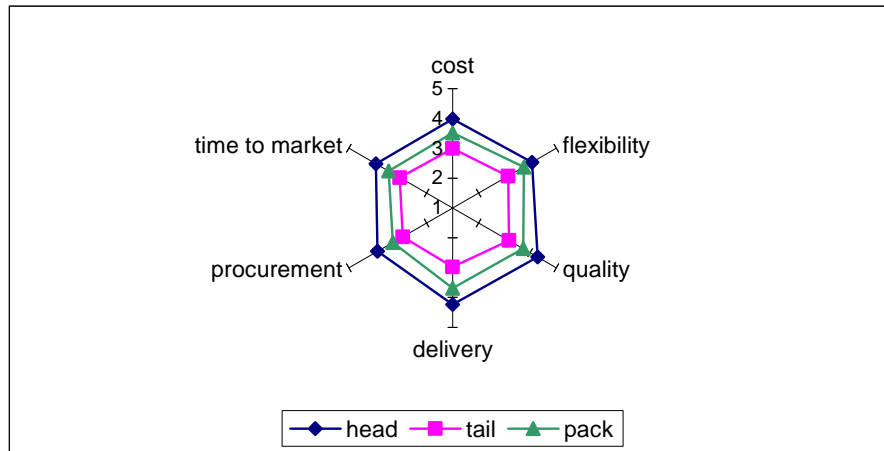 cost
5
4
3
2
1
time to market
flexibility
procurement
quality
delivery
head tail pack